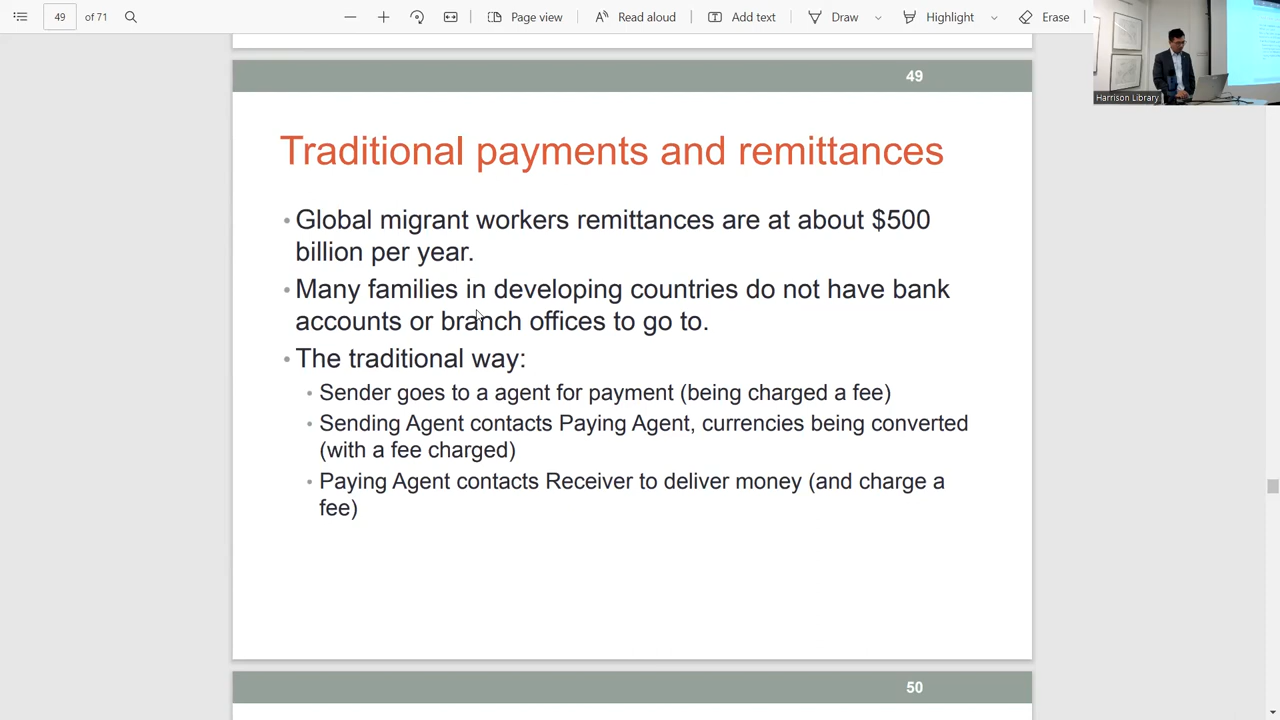 49 of 71 Page view Read aloud Add text Draw Highlight Erase
Harrison Library
49
Traditional payments and remittances
• Global migrant workers remittances are at about $500
billion per year.
• Many families in developing countries do not have bank
accounts or branch offices to go to.
• The traditional way:
• Sender goes to a agent for payment (being charged a fee)
• Sending Agent contacts Paying Agent, currencies being converted
(with a fee charged)
• Paying Agent contacts Receiver to deliver money (and charge a
fee)
50